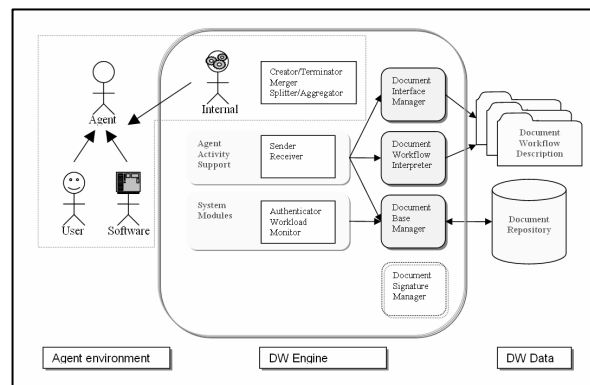 Agent
User
Software
Internal
Creator/Terminator
Merger
Splitter/Aggregator
Agent
Activity
Support
Sender
Receiver
System
Modules
Authenticator
Workload
Monitor
Document
Interface
Manager
Document
Workflow
Interpreter
Document
Base
Manager
Document
Signature
Manager
Document
Workflow
Description
Document
Repository
Agent environment
DW Engine
DW Data